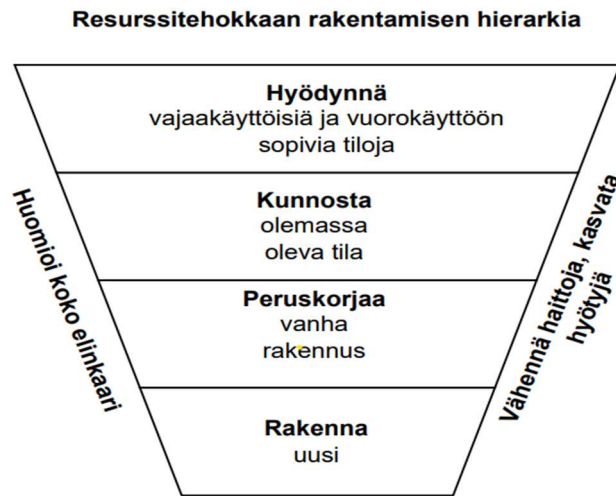 Resurssitehokkaan rakentamisen hierarkia
Hyödynnä
vajaakäyttöisiä ja vuorokäyttöön
sopivia tiloja
Kunnosta
olemassa
oleva tila
Peruskorjaa
vanha
rakennus
Rakenna
uusi
Huomioi koko elinkaari
Vähennä haittoja, kasvata
hyötyjä